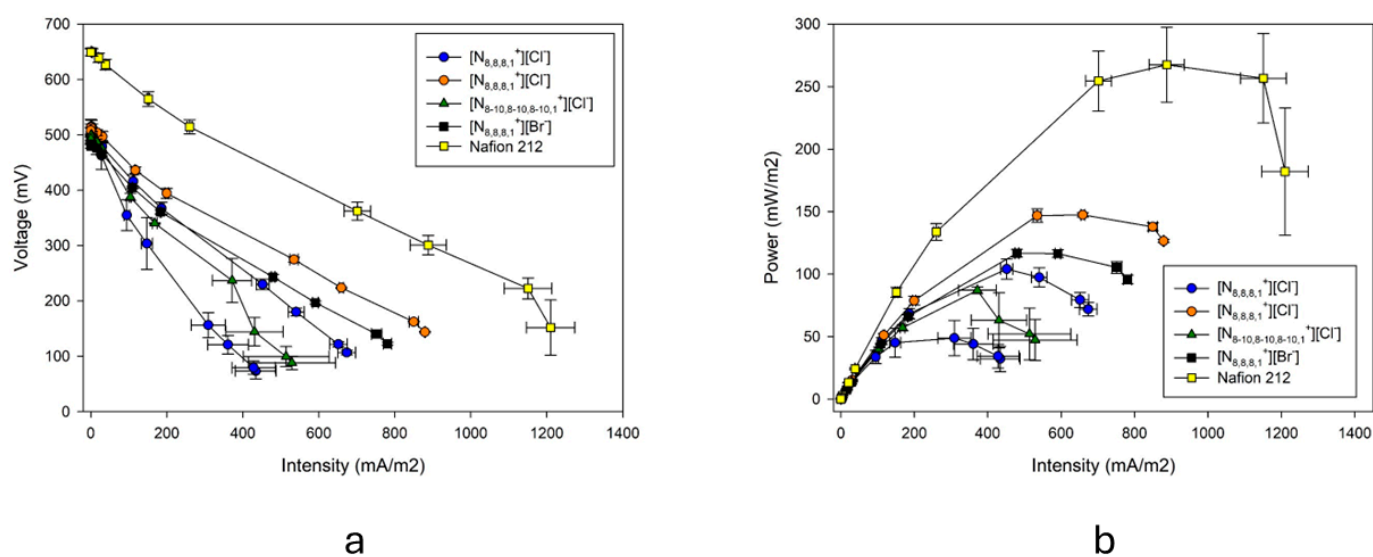 700
600
500
400
300
200
100
0
Voltage (mV)
0 200 400 600 800 1000 1200 1400
Intensity (mA/m2)
[N8,8,8,1+][Cl-]
[N8,8,8,1+][Cl-]
[N8-10,8-10,8-10,1+][Cl-]
[N8,8,8,1+][Br-]
Nafion 212
a
300
250
200
150
100
50
0
Power (mW/m2)
0 200 400 600 800 1000 1200 1400
Intensity (mA/m2)
[N8,8,8,1+][Cl-]
[N8,8,8,1+][Cl-]
[N8-10,8-10,8-10,1+][Cl-]
[N8,8,8,1+][Br-]
Nafion 212
b